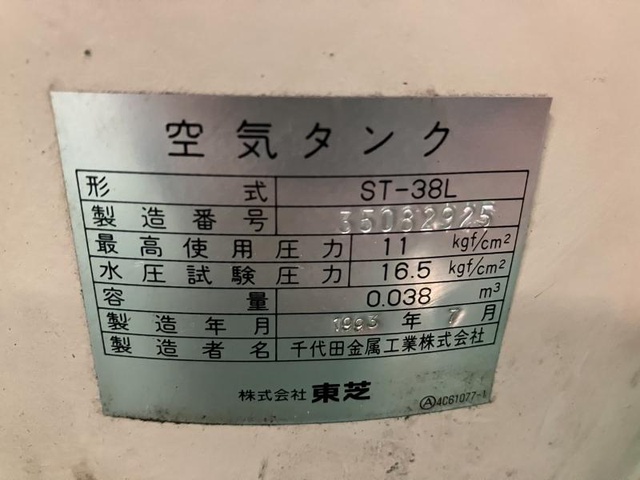 空気タンク
形式 ST-38L
製造番号 35082925
最高使用圧力 11 kgf/cm²
水圧試験圧力 16.5 kgf/cm²
容量 0.038 m³
製造年月 1993 年 7 月
製造者名 千代田金属工業株式会社
株式会社 東芝
Ⓐ4C61077-1